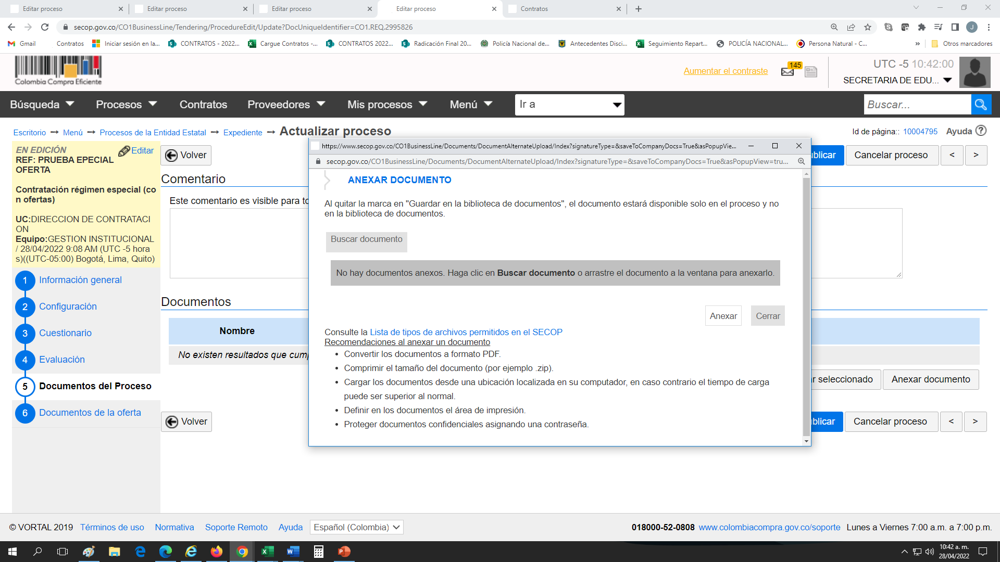 Editar proceso
Editar proceso
Editar proceso
Editar proceso
Contratos
secop.gov.co/CO1BusinessLine/Tendering/ProcedureEdit/Update?DocUniqueIdentifier=CO1.REQ.2995826
J
Gmail
Contratos
Iniciar sesión en la...
CONTRATOS - 2022...
Cargue Contratos -...
CONTRATOS 2022...
Radicación Final 20...
Policía Nacional de...
Antecedentes Disci...
Seguimiento Repart...
POLICÍA NACIONAL...
Persona Natural - C...
»
Otros marcadores
Colombia Compra Eficiente
Aumentar el contraste
145
UTC -5 10:42:00
SECRETARIA DE EDU...
Búsqueda
Procesos
Contratos
Proveedores
Mis procesos
Menú
Ir a
Buscar...
Escritorio
Menú
Procesos de la Entidad Estatal
Expediente
Actualizar proceso
Id de página:: 10004795
Ayuda
EN EDICIÓN
Editar
REF: PRUEBA EPECIAL
OFERTA
Contratación régimen especial (co
n ofertas)
UC:DIRECCION DE CONTRATACI
ON
Equipo:GESTION INSTITUCIONAL
/ 28/04/2022 9:08 AM (UTC -5 hora
s)((UTC-05:00) Bogotá, Lima, Quito)
1 Información general
2 Configuración
3 Cuestionario
4 Evaluación
5 Documentos del Proceso
6 Documentos de la oferta
Volver
blicar
Cancelar proceso
<
>
Comentario
Este comentario es visible para to
Documentos
Nombre
No existen resultados que cump
r seleccionado
Anexar documento
Volver
blicar
Cancelar proceso
<
>
https://www.secop.gov.co/CO1BusinessLine/Documents/DocumentAlternateUpload/Index?signatureType=&saveToCompanyDocs=True&asPopupVie...
secop.gov.co/CO1BusinessLine/Documents/DocumentAlternateUpload/Index?signatureType=&saveToCompanyDocs=True&asPopupView=tru...
ANEXAR DOCUMENTO
Al quitar la marca en "Guardar en la biblioteca de documentos", el documento estará disponible solo en el proceso y no
en la biblioteca de documentos.
Buscar documento
No hay documentos anexos. Haga clic en Buscar documento o arrastre el documento a la ventana para anexarlo.
Anexar
Cerrar
Consulte la Lista de tipos de archivos permitidos en el SECOP
Recomendaciones al anexar un documento
• Convertir los documentos a formato PDF.
• Comprimir el tamaño del documento (por ejemplo .zip).
• Cargar los documentos desde una ubicación localizada en su computador, en caso contrario el tiempo de carga
puede ser superior al normal.
• Definir en los documentos el área de impresión.
• Proteger documentos confidenciales asignando una contraseña.
© VORTAL 2019
Términos de uso
Normativa
Soporte Remoto
Ayuda
Español (Colombia)
018000-52-0808
www.colombiacompra.gov.co/soporte
Lunes a Viernes 7:00 a.m. a 7:00 p.m.
10:42 a. m.
28/04/2022